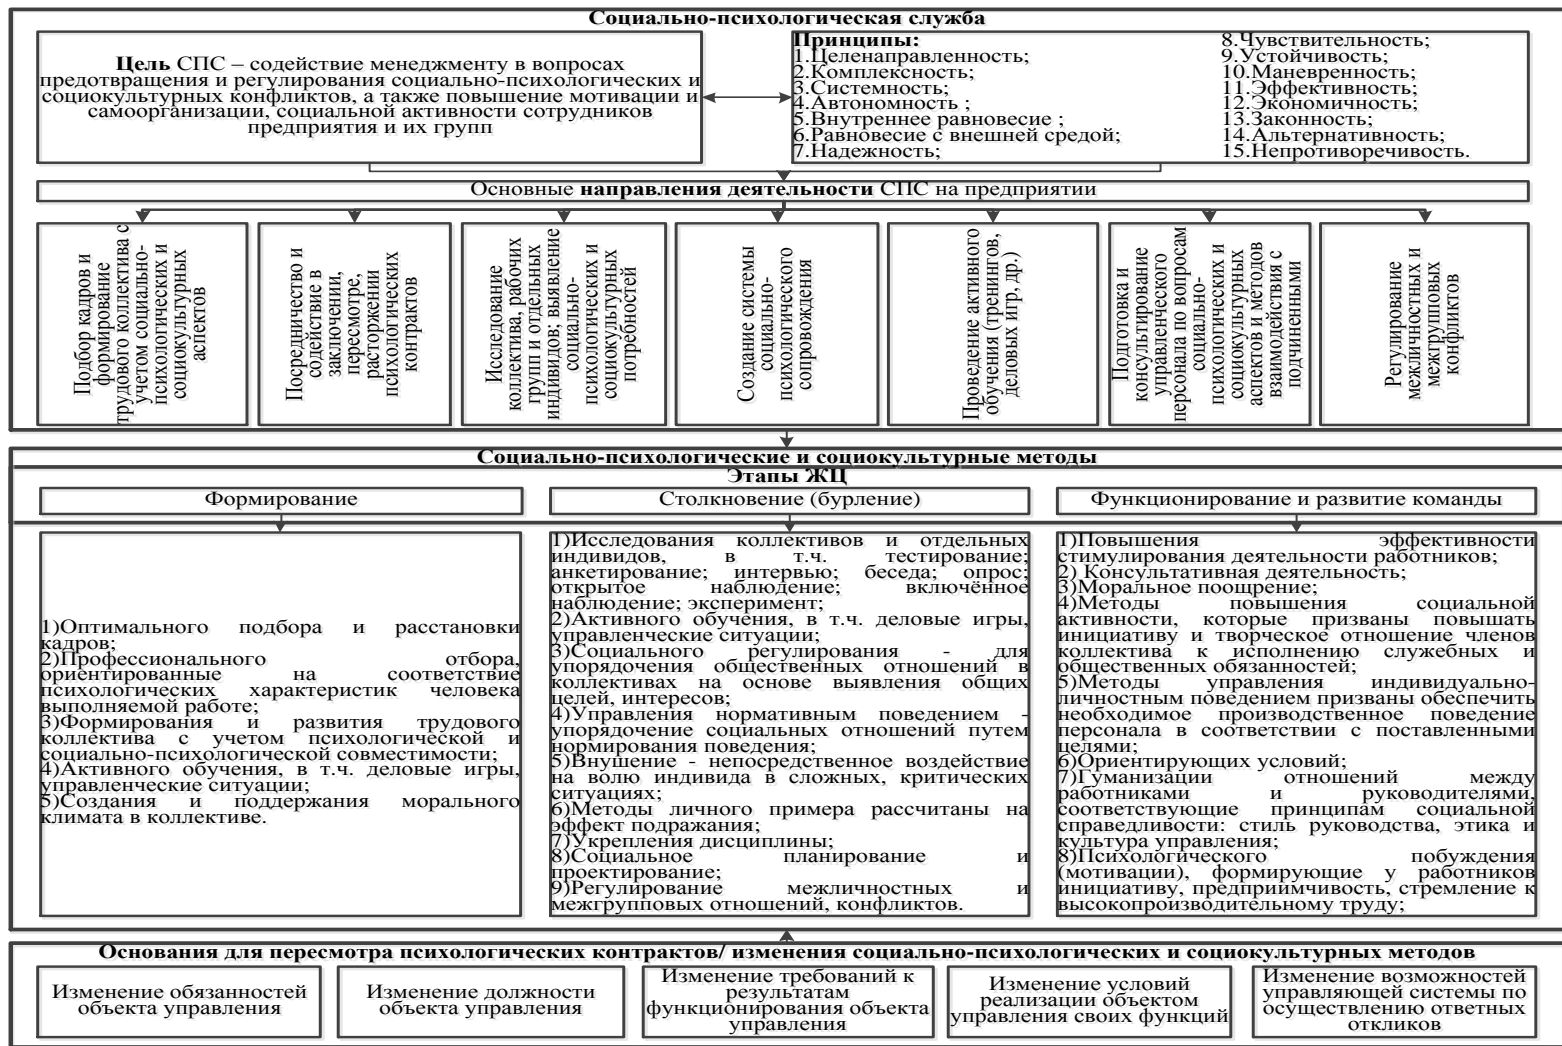 Социально-психологическая служба
Цель СПС – содействие менеджменту в вопросах
предотвращения и регулирования социально-психологических и
социокультурных конфликтов, а также повышение мотивации и
самоорганизации, социальной активности сотрудников
предприятия и их групп
Принципы:
1.Целенаправленность;
2.Комплексность;
3.Системность;
4.Автономность ;
5.Внутреннее равновесие ;
6.Равновесие с внешней средой;
7.Надежность;
8.Чувствительность;
9.Устойчивость;
10.Маневренность;
11.Эффективность;
12.Экономичность;
13.Законность;
14.Альтернативность;
15.Непротиворечивость.
Основные направления деятельности СПС на предприятии
Подбор кадров и
формирование
трудового коллектива с
учетом социально-
психологических и
социокультурных
аспектов
Посредничество и
содействие в
заключении,
пересмотре,
расторжении
психологических
контрактов
Исследование
коллектива, рабочих
групп и отдельных
индивидов; выявление
социально-
психологических и
социокультурных
потребностей
Создание системы
социально-
психологического
сопровождения
Проведение активного
обучения (тренингов,
деловых игр, др.)
Подготовка и
консультирование
управленческого
персонала по вопросам
социально-
психологических и
социокультурных
аспектов и методов
взаимодействия с
подчиненными
Регулирование
межличностных и
межгрупповых
конфликтов
Социально-психологические и социокультурные методы
Этапы ЖЦ
Формирование
1)Оптимального подбора и расстановки
кадров;
2)Профессионального отбора,
ориентированные на соответствие
психологических характеристик человека
выполняемой работе;
3)Формирования и развития трудового
коллектива с учетом психологической и
социально-психологической совместимости;
4)Активного обучения, в т.ч. деловые игры,
управленческие ситуации;
5)Создания и поддержания морального
климата в коллективе.
Столкновение (бурление)
1)Исследования коллективов и отдельных
индивидов, в т.ч. тестирование;
анкетирование; интервью; беседа; опрос;
открытое наблюдение; включённое
наблюдение; эксперимент;
2)Активного обучения, в т.ч. деловые игры,
управленческие ситуации;
3)Социального регулирования - для
упорядочения общественных отношений в
коллективах на основе выявления общих
целей, интересов;
4)Управления нормативным поведением -
упорядочение социальных отношений путем
нормирования поведения;
5)Внушение - непосредственное воздействие
на волю индивида в сложных, критических
ситуациях;
6)Методы личного примера рассчитаны на
эффект подражания;
7)Укрепления дисциплины;
8)Социальное планирование и
проектирование;
9)Регулирование межличностных и
межгрупповых отношений, конфликтов.
Функционирование и развитие команды
1)Повышения эффективности
стимулирования деятельности работников;
2) Консультативная деятельность;
3)Моральное поощрение;
4)Методы повышения социальной
активности, которые призваны повышать
инициативу и творческое отношение членов
коллектива к исполнению служебных и
общественных обязанностей;
5)Методы управления индивидуально-
личностным поведением призваны обеспечить
необходимое производственное поведение
персонала в соответствии с поставленными
целями;
6)Ориентирующих условий;
7)Гуманизации отношений между
работниками и руководителями,
соответствующие принципам социальной
справедливости: стиль руководства, этика и
культура управления;
8)Психологического побуждения
(мотивации), формирующие у работников
инициативу, предприимчивость, стремление к
высокопроизводительному труду;
Основания для пересмотра психологических контрактов/ изменения социально-психологических и социокультурных методов
Изменение обязанностей
объекта управления
Изменение должности
объекта управления
Изменение требований к
результатам
функционирования объекта
управления
Изменение условий
реализации объектом
управления своих функций
Изменение возможностей
управляющей системы по
осуществлению ответных
откликов